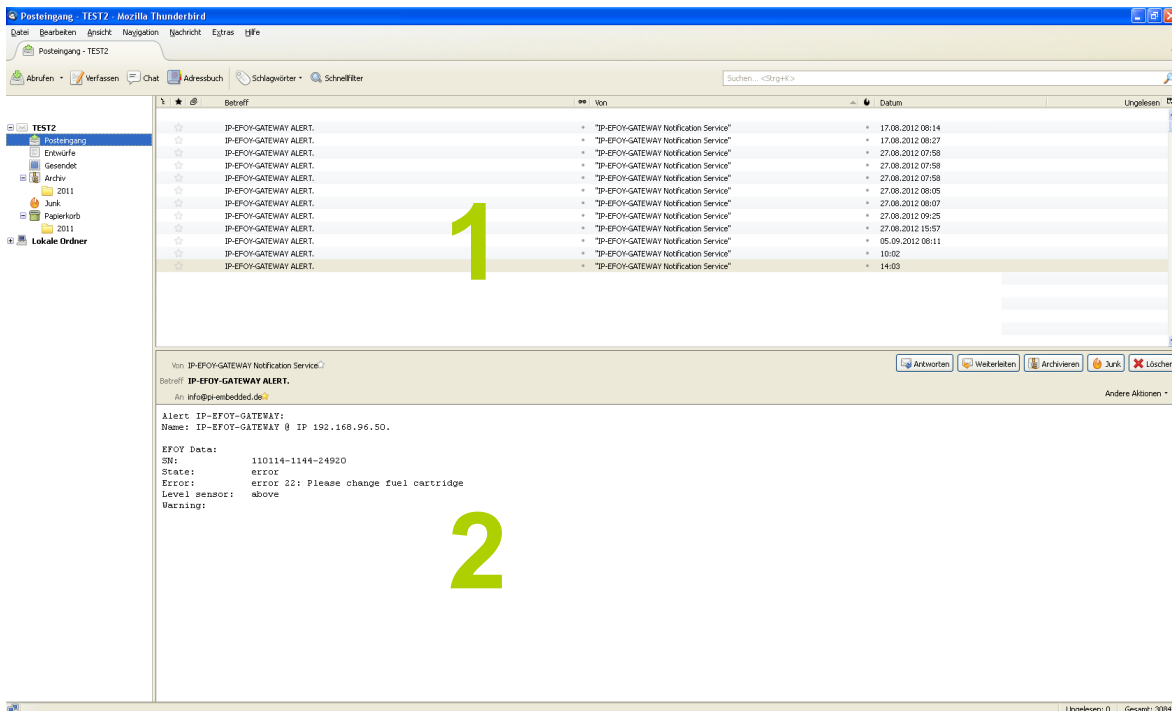 Posteingang - TEST2 - Mozilla Thunderbird
Datei Bearbeiten Ansicht Navigation Nachricht Extras Hilfe
Posteingang - TEST2
Abrufen Verfassen Chat Adressbuch Schlagwörter Schnellfilter Suchen... <Strg+K>
Betreff Von Datum Ungelesen
TEST2
Posteingang
Entwürfe
Gesendet
Archiv
2011
Junk
Papierkorb
2011
Lokale Ordner
IP-EFOY-GATEWAY ALERT. "IP-EFOY-GATEWAY Notification Service" 17.08.2012 08:14
IP-EFOY-GATEWAY ALERT. "IP-EFOY-GATEWAY Notification Service" 17.08.2012 08:27
IP-EFOY-GATEWAY ALERT. "IP-EFOY-GATEWAY Notification Service" 27.08.2012 07:58
IP-EFOY-GATEWAY ALERT. "IP-EFOY-GATEWAY Notification Service" 27.08.2012 07:58
IP-EFOY-GATEWAY ALERT. "IP-EFOY-GATEWAY Notification Service" 27.08.2012 07:58
IP-EFOY-GATEWAY ALERT. "IP-EFOY-GATEWAY Notification Service" 27.08.2012 08:05
IP-EFOY-GATEWAY ALERT. "IP-EFOY-GATEWAY Notification Service" 27.08.2012 08:07
IP-EFOY-GATEWAY ALERT. "IP-EFOY-GATEWAY Notification Service" 27.08.2012 09:25
IP-EFOY-GATEWAY ALERT. "IP-EFOY-GATEWAY Notification Service" 27.08.2012 15:57
IP-EFOY-GATEWAY ALERT. "IP-EFOY-GATEWAY Notification Service" 05.09.2012 08:11
IP-EFOY-GATEWAY ALERT. "IP-EFOY-GATEWAY Notification Service" 10:02
IP-EFOY-GATEWAY ALERT. "IP-EFOY-GATEWAY Notification Service" 14:03
1
Von IP-EFOY-GATEWAY Notification Service
Antworten Weiterleiten Archivieren Junk Löschen
Betreff IP-EFOY-GATEWAY ALERT.
An info@pi-embedded.de
Andere Aktionen
Alert IP-EFOY-GATEWAY:
Name: IP-EFOY-GATEWAY @ IP 192.168.96.50.
EFOY Data:
SN: 110114-1144-24920
State: error
Error: error 22: Please change fuel cartridge
Level sensor: above
Warning:
2
Ungelesen: 0 Gesamt: 3084